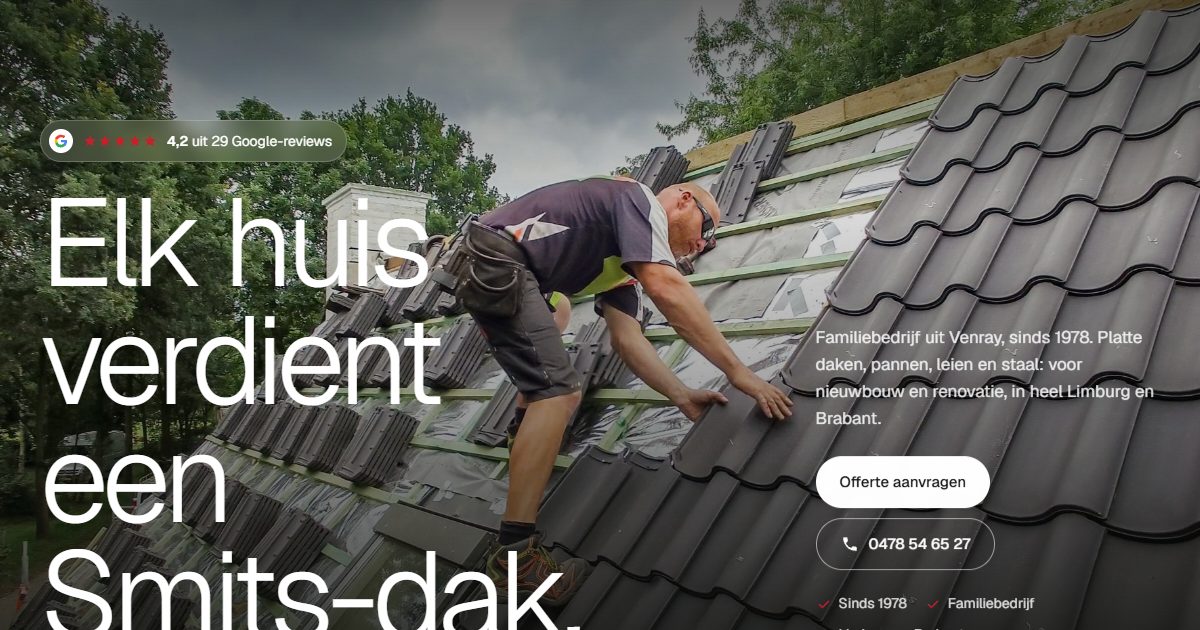 4,2 uit 29 Google-reviews
Elk huis
verdient
een
Smits-dak.
Familiebedrijf uit Venray, sinds 1978. Platte
daken, pannen, leien en staal: voor
nieuwbouw en renovatie, in heel Limburg en
Brabant.
Offerte aanvragen
0478 54 65 27
Sinds 1978
Familiebedrijf